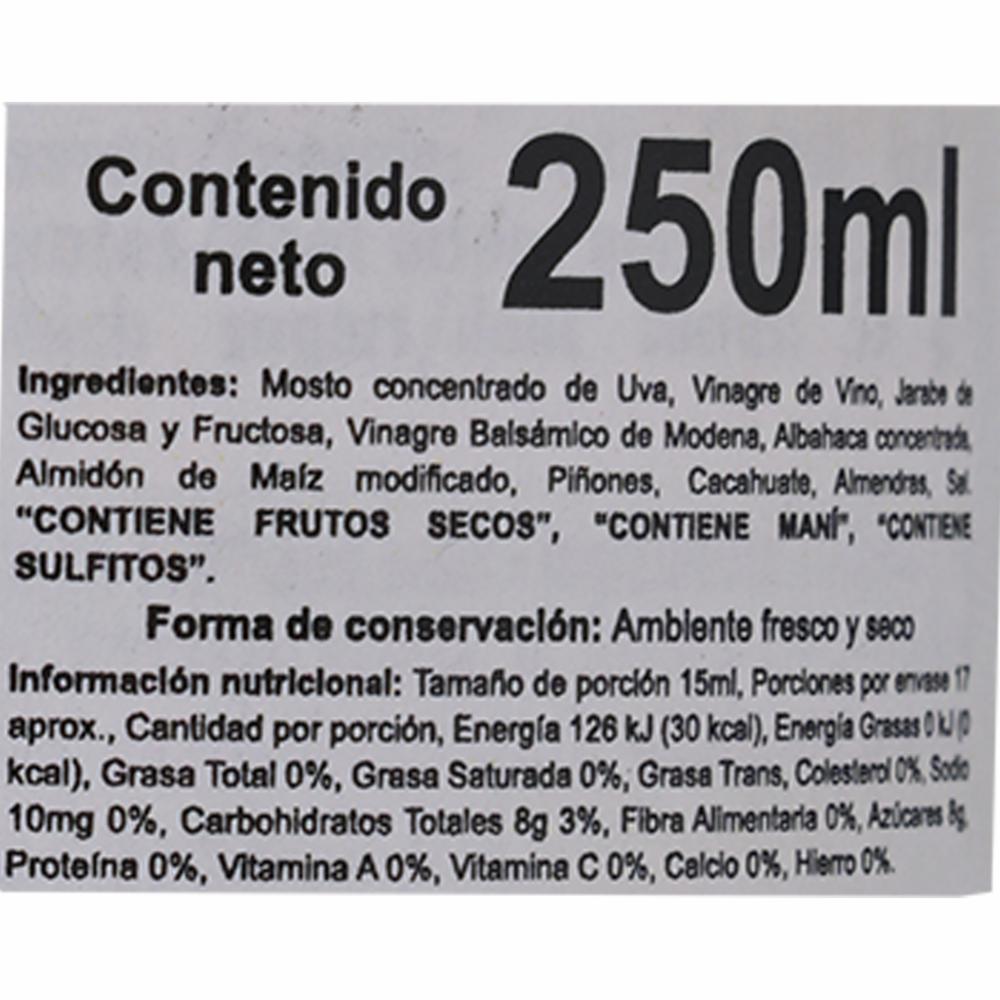 Contenido neto 250ml
Ingredientes: Mosto concentrado de Uva, Vinagre de Vino, Jarabe de
Glucosa y Fructosa, Vinagre Balsámico de Modena, Albahaca concentrada,
Almidón de Maíz modificado, Piñones, Cacahuate, Almendras, Sal.
“CONTIENE FRUTOS SECOS”, “CONTIENE MANÍ”, “CONTIENE
SULFITOS”.
Forma de conservación: Ambiente fresco y seco
Información nutricional: Tamaño de porción 15ml, Porciones por envase 17
aprox., Cantidad por porción, Energía 126 kJ (30 kcal), Energía Grasas 0 kJ (0
kcal), Grasa Total 0%, Grasa Saturada 0%, Grasa Trans, Colesterol 0%, Sodio
10mg 0%, Carbohidratos Totales 8g 3%, Fibra Alimentaria 0%, Azúcares 8g,
Proteína 0%, Vitamina A 0%, Vitamina C 0%, Calcio 0%, Hierro 0%.